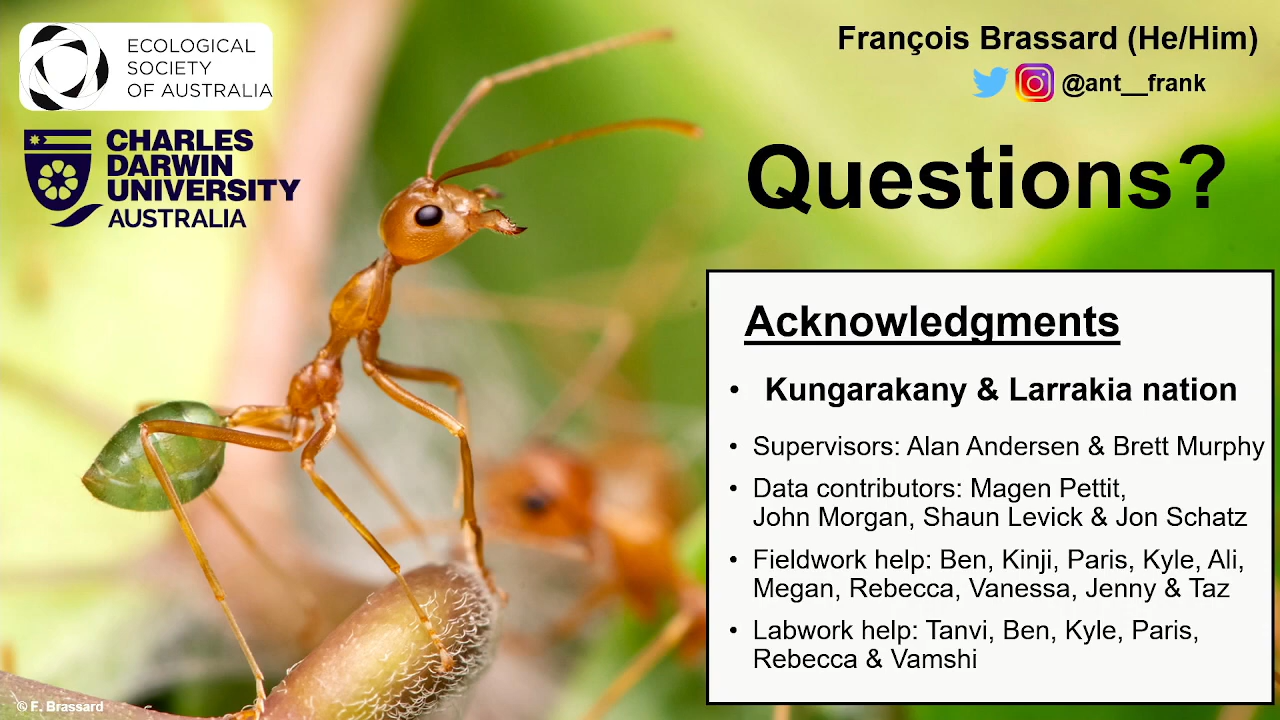 ECOLOGICAL
SOCIETY
OF AUSTRALIA
CHARLES
DARWIN
UNIVERSITY
AUSTRALIA
François Brassard (He/Him)
@ant__frank
Questions?
Acknowledgments
• Kungarakany & Larrakia nation
• Supervisors: Alan Andersen & Brett Murphy
• Data contributors: Magen Pettit,
John Morgan, Shaun Levick & Jon Schatz
• Fieldwork help: Ben, Kinji, Paris, Kyle, Ali,
Megan, Rebecca, Vanessa, Jenny & Taz
• Labwork help: Tanvi, Ben, Kyle, Paris,
Rebecca & Vamshi
© F. Brassard